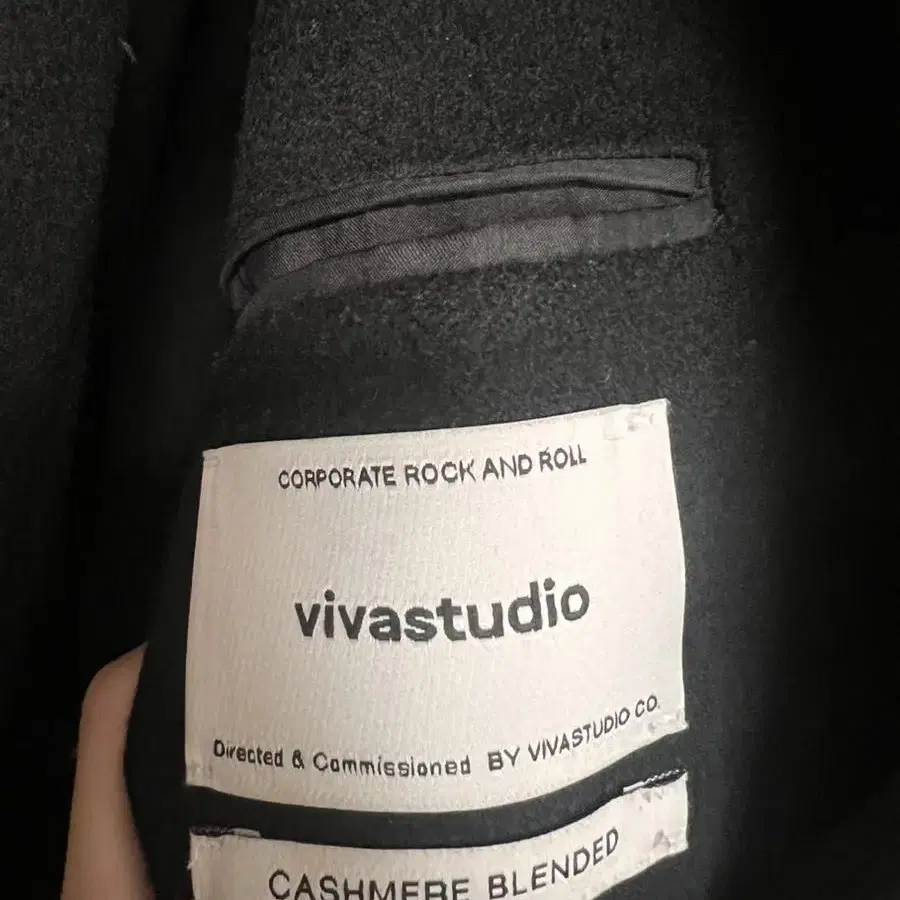 CORPORATE ROCK AND ROLL
vivastudio
Directed & Commissioned BY VIVASTUDIO CO.
CASHMERE BLENDED